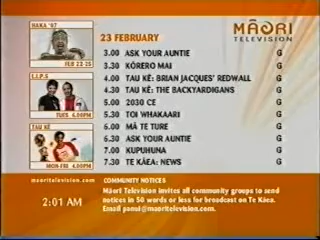 HAKA '07
FEB 22-25
E.I.P.S
TUES 6.00PM
TAU KĒ
MON-FRI 4.00PM
23 FEBRUARY
MĀORI
TELEVISION
3.00 ASK YOUR AUNTIE G
3.30 KŌRERO MAI G
4.00 TAU KĒ: BRIAN JACQUES' REDWALL G
4.30 TAU KĒ: THE BACKYARDIGANS G
5.00 2030 CE G
5.30 TOI WHAKAARI G
6.00 MĀ TE TURE G
6.30 ASK YOUR AUNTIE G
7.00 KUPUHUNA G
7.30 TE KĀEA: NEWS G
maoritelevision.com
2:01 AM
COMMUNITY NOTICES
Māori Television invites all community groups to send
notices in 50 words or less for broadcast on Te Kāea.
Email panui@maoritelevision.com.